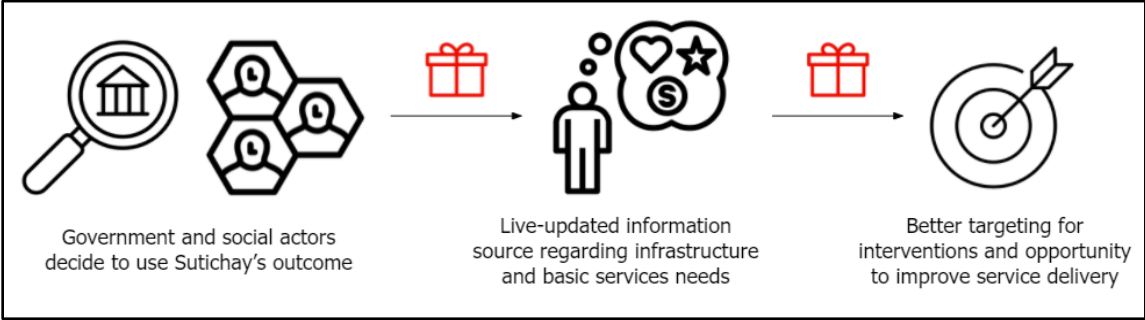 Government and social actors
decide to use Sutichay's outcome
Live-updated information
source regarding infrastructure
and basic services needs
Better targeting for
interventions and opportunity
to improve service delivery